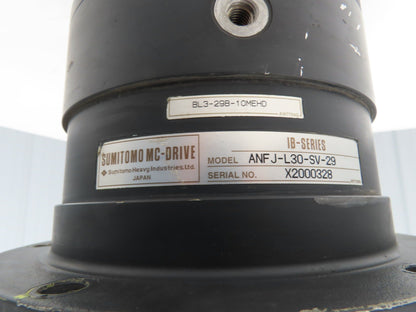 BL3-29B-10MEHD
SUMITOMO MC-DRIVE
Sumitomo Heavy Industries, Ltd.
JAPAN
IB-SERIES
MODEL ANFJ-L30-SV-29
SERIAL NO. X2000328